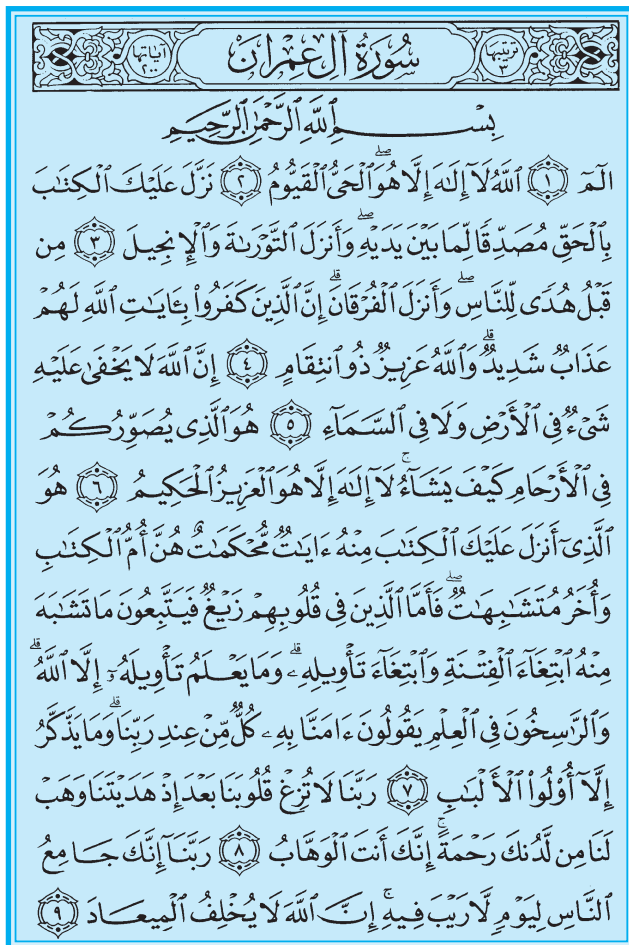 ترتيبها ٣ سُورَةُ آلِ عِمْرَان آياتها ٢٠٠
بِسْمِ ٱللَّهِ ٱلرَّحْمَٰنِ ٱلرَّحِيمِ
الٓمٓ ١ ٱللَّهُ لَآ إِلَٰهَ إِلَّا هُوَۖ ٱلْحَىُّ ٱلْقَيُّومُ ٢ نَزَّلَ عَلَيْكَ ٱلْكِتَٰبَ
بِٱلْحَقِّ مُصَدِّقًا لِّمَا بَيْنَ يَدَيْهِۖ وَأَنزَلَ ٱلتَّوْرَىٰةَ وَٱلْإِنجِيلَ ٣ مِن
قَبْلُ هُدًى لِّلنَّاسِۖ وَأَنزَلَ ٱلْفُرْقَانَۗ إِنَّ ٱلَّذِينَ كَفَرُوا۟ بِـَٔايَٰتِ ٱللَّهِ لَهُمْ
عَذَابٌ شَدِيدٌۗ وَٱللَّهُ عَزِيزٌ ذُو ٱنتِقَامٍ ٤ إِنَّ ٱللَّهَ لَا يَخْفَىٰ عَلَيْهِ
شَىْءٌ فِى ٱلْأَرْضِ وَلَا فِى ٱلسَّمَآءِ ٥ هُوَ ٱلَّذِى يُصَوِّرُكُمْ
فِى ٱلْأَرْحَامِ كَيْفَ يَشَآءُۚ لَآ إِلَٰهَ إِلَّا هُوَ ٱلْعَزِيزُ ٱلْحَكِيمُ ٦ هُوَ
ٱلَّذِىٓ أَنزَلَ عَلَيْكَ ٱلْكِتَٰبَ مِنْهُ ءَايَٰتٌ مُّحْكَمَٰتٌ هُنَّ أُمُّ ٱلْكِتَٰبِ
وَأُخَرُ مُتَشَٰبِهَٰتٌۖ فَأَمَّا ٱلَّذِينَ فِى قُلُوبِهِمْ زَيْغٌ فَيَتَّبِعُونَ مَا تَشَٰبَهَ
مِنْهُ ٱبْتِغَآءَ ٱلْفِتْنَةِ وَٱبْتِغَآءَ تَأْوِيلِهِۦۗ وَمَا يَعْلَمُ تَأْوِيلَهُۥٓ إِلَّا ٱللَّهُۗ
وَٱلرَّٰسِخُونَ فِى ٱلْعِلْمِ يَقُولُونَ ءَامَنَّا بِهِۦ كُلٌّ مِّنْ عِندِ رَبِّنَاۗ وَمَا يَذَّكَّرُ
إِلَّآ أُو۟لُوا۟ ٱلْأَلْبَٰبِ ٧ رَبَّنَا لَا تُزِغْ قُلُوبَنَا بَعْدَ إِذْ هَدَيْتَنَا وَهَبْ
لَنَا مِن لَّدُنكَ رَحْمَةًۚ إِنَّكَ أَنتَ ٱلْوَهَّابُ ٨ رَبَّنَآ إِنَّكَ جَامِعُ
ٱلنَّاسِ لِيَوْمٍ لَّا رَيْبَ فِيهِۚ إِنَّ ٱللَّهَ لَا يُخْلِفُ ٱلْمِيعَادَ ٩